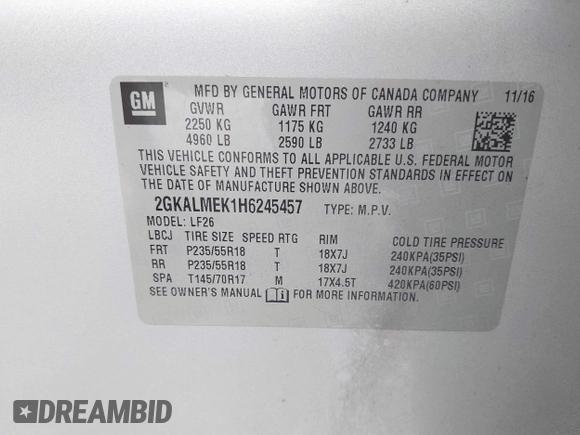 GM
MFD BY GENERAL MOTORS OF CANADA COMPANY 11/16
GVWR GAWR FRT GAWR RR
2250 KG 1175 KG 1240 KG
4960 LB 2590 LB 2733 LB
THIS VEHICLE CONFORMS TO ALL APPLICABLE U.S. FEDERAL MOTOR
VEHICLE SAFETY AND THEFT PREVENTION STANDARDS IN EFFECT ON
THE DATE OF MANUFACTURE SHOWN ABOVE.
2GKALMEK1H6245457 TYPE: M.P.V.
MODEL: LF26
LBCJ TIRE SIZE SPEED RTG RIM COLD TIRE PRESSURE
FRT P235/55R18 T 18X7J 240KPA(35PSI)
RR P235/55R18 T 18X7J 240KPA(35PSI)
SPA T145/70R17 M 17X4.5T 420KPA(60PSI)
SEE OWNER'S MANUAL FOR MORE INFORMATION.
DREAMBID